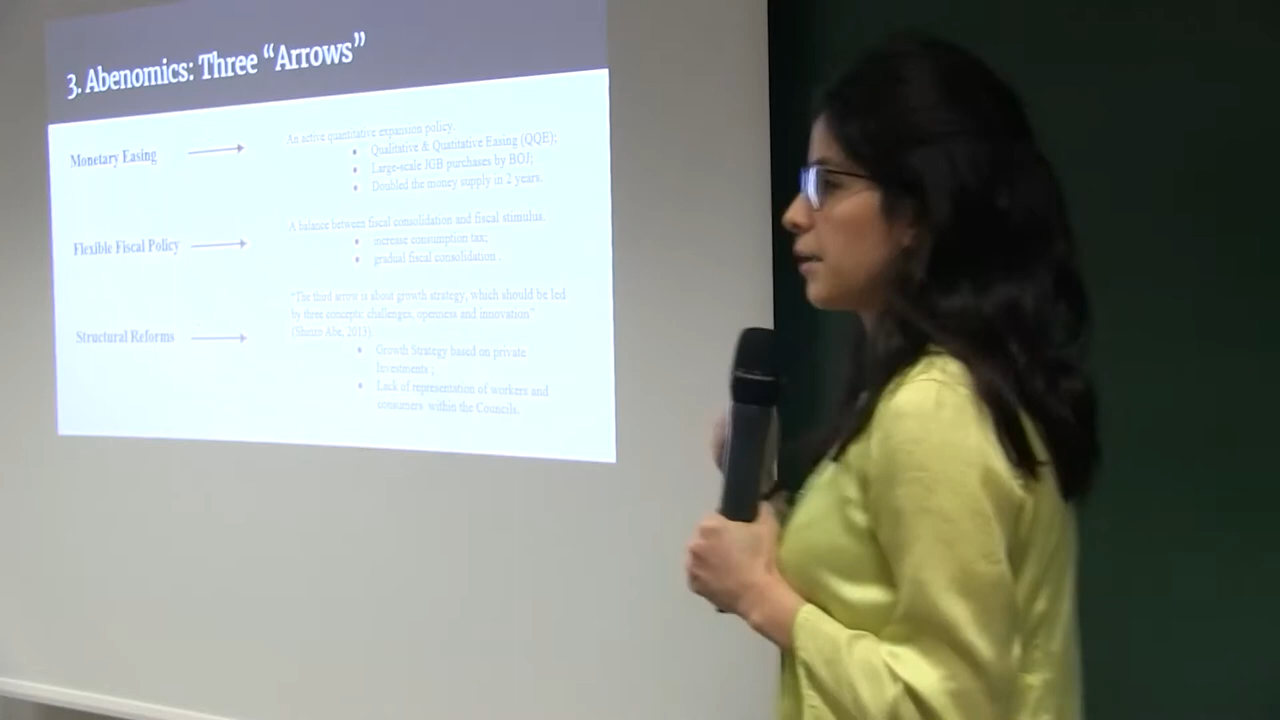 3. Abenomics: Three “Arrows”
Monetary Easing
An active quantitative expansion policy.
Qualitative & Quatitative Easing (QQE);
Large-scale JGB purchases by BOJ;
Doubled the money supply in 2 years.
Flexible Fiscal Policy
A balance between fiscal consolidation and fiscal stimulus.
increase consumption tax;
gradual fiscal consolidation .
Structural Reforms
“The third arrow is about growth strategy, which should be led
by three concepts: challenges, openness and innovation”
(Shinzo Abe, 2013).
Growth Strategy based on private
Investments ;
Lack of representation of workers and
consumers within the Councils.